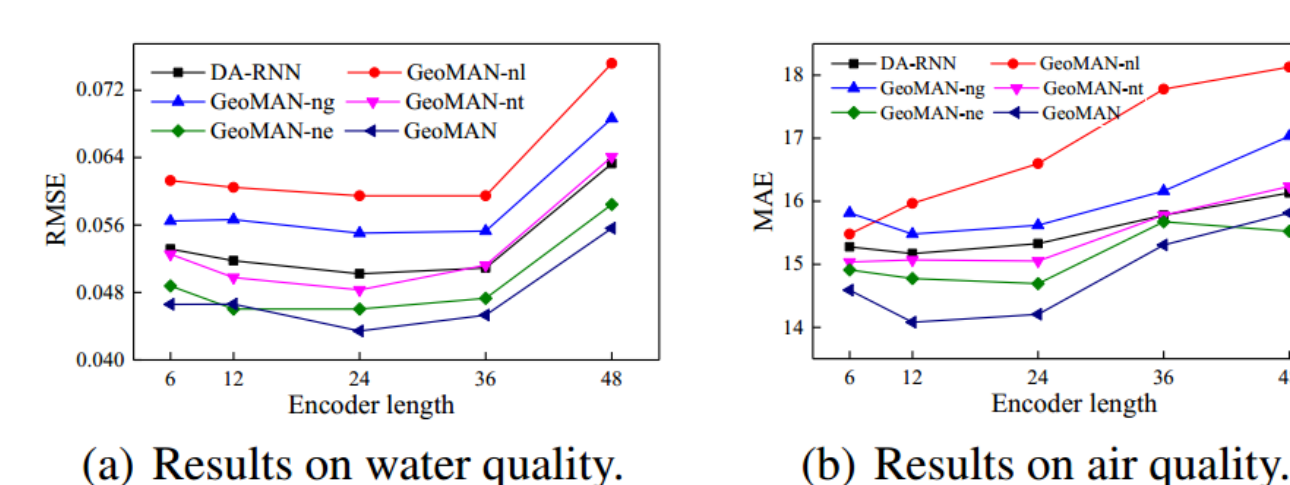 0.072
0.064
0.056
0.048
0.040
RMSE
DA-RNN
GeoMAN-nl
GeoMAN-ng
GeoMAN-nt
GeoMAN-ne
GeoMAN
6 12 24 36 48
Encoder length
(a) Results on water quality.
18
17
16
15
14
MAE
DA-RNN
GeoMAN-nl
GeoMAN-ng
GeoMAN-nt
GeoMAN-ne
GeoMAN
6 12 24 36
Encoder length
(b) Results on air quality.